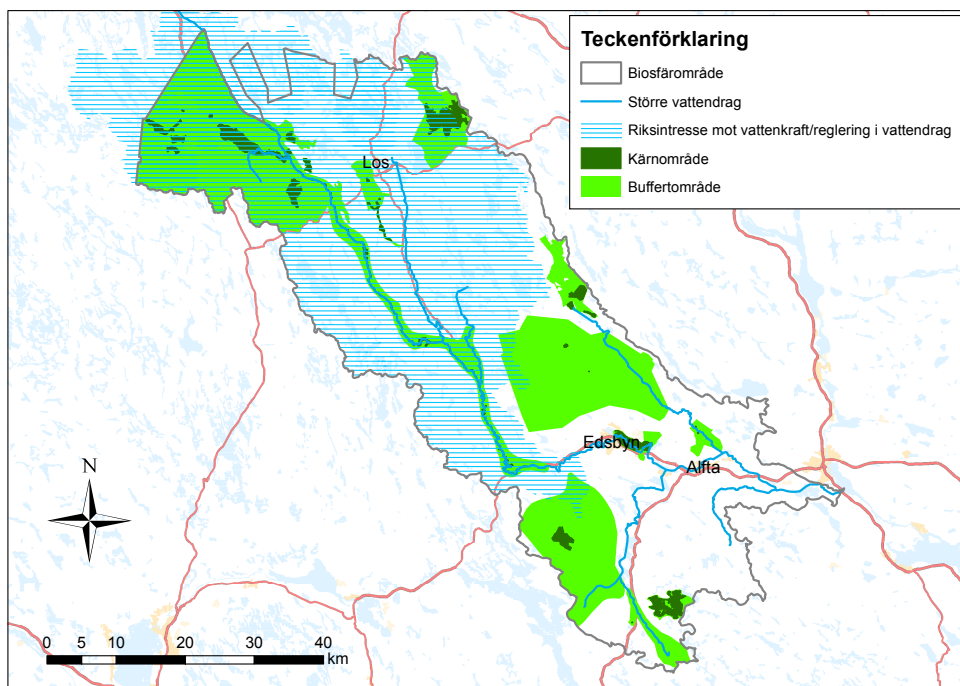 Teckenförklaring
Biosfärområde
Större vattendrag
Riksintresse mot vattenkraft/reglering i vattendrag
Kärnområde
Buffertområde
Los
Edsbyn
Alfta
N
0 5 10 20 30 40
km